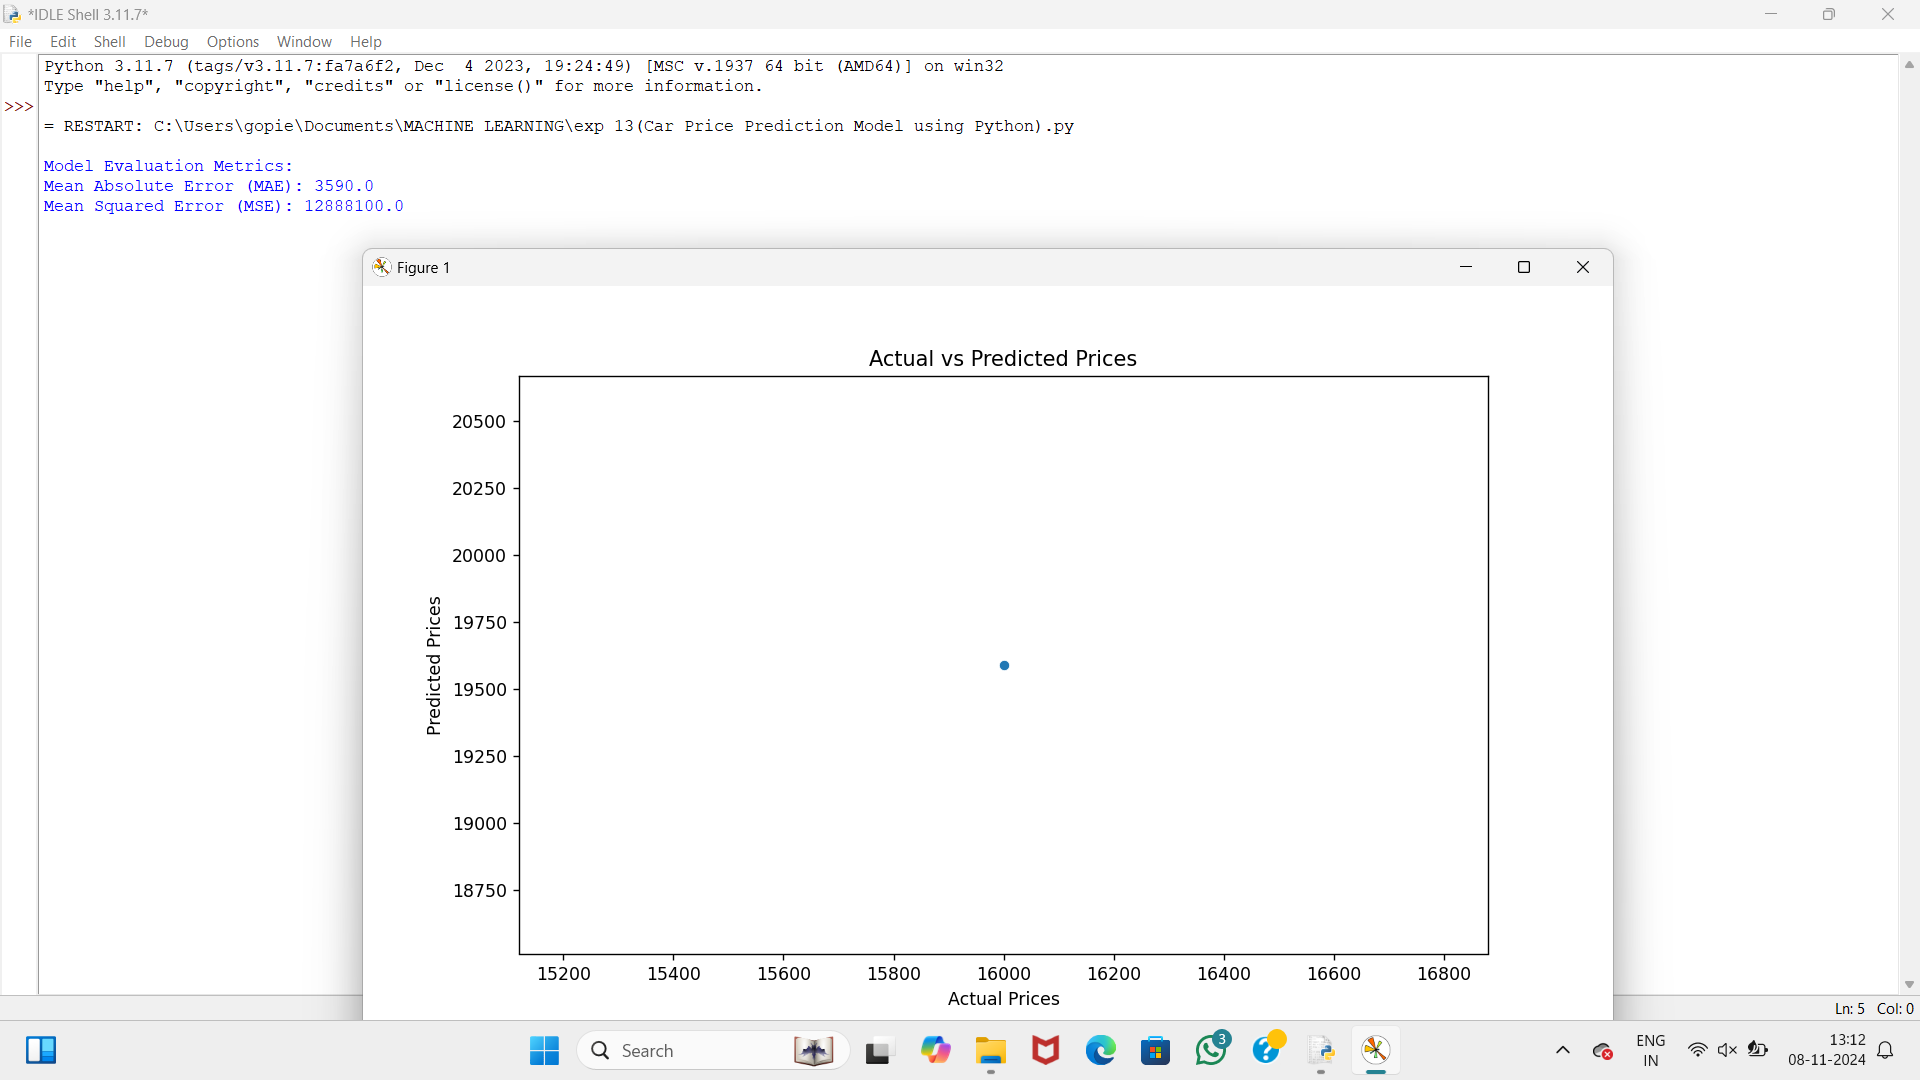 *IDLE Shell 3.11.7*
File Edit Shell Debug Options Window Help
Python 3.11.7 (tags/v3.11.7:fa7a6f2, Dec  4 2023, 19:24:49) [MSC v.1937 64 bit (AMD64)] on win32
Type "help", "copyright", "credits" or "license()" for more information.
>>>
= RESTART: C:\Users\gopie\Documents\MACHINE LEARNING\exp 13(Car Price Prediction Model using Python).py
Model Evaluation Metrics:
Mean Absolute Error (MAE): 3590.0
Mean Squared Error (MSE): 12888100.0
Figure 1
Actual vs Predicted Prices
20500
20250
20000
19750
19500
19250
19000
18750
Predicted Prices
15200 15400 15600 15800 16000 16200 16400 16600 16800
Actual Prices
Ln: 5 Col: 0
Search
3
ENG
IN
13:12
08-11-2024